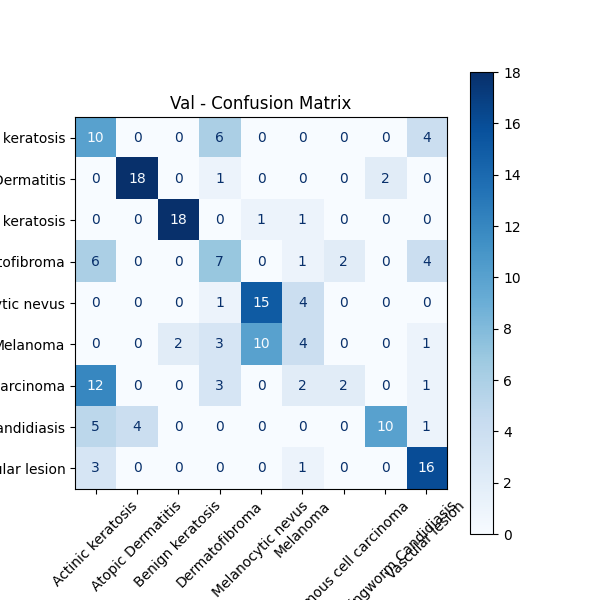 Val - Confusion Matrix
keratosis 10 0 0 6 0 0 0 0 4
Dermatitis 0 18 0 1 0 0 0 2 0
keratosis 0 0 18 0 1 1 0 0 0
tofibroma 6 0 0 7 0 1 2 0 4
ytic nevus 0 0 0 1 15 4 0 0 0
Melanoma 0 0 2 3 10 4 0 0 1
arcinoma 12 0 0 3 0 2 2 0 1
andidiasis 5 4 0 0 0 0 0 10 1
ular lesion 3 0 0 0 0 1 0 0 16
Actinic keratosis
Atopic Dermatitis
Benign keratosis
Dermatofibroma
Melanocytic nevus
Melanoma
mous cell carcinoma
ingworm Candidiasis
Vascular lesion
18
16
14
12
10
8
6
4
2
0